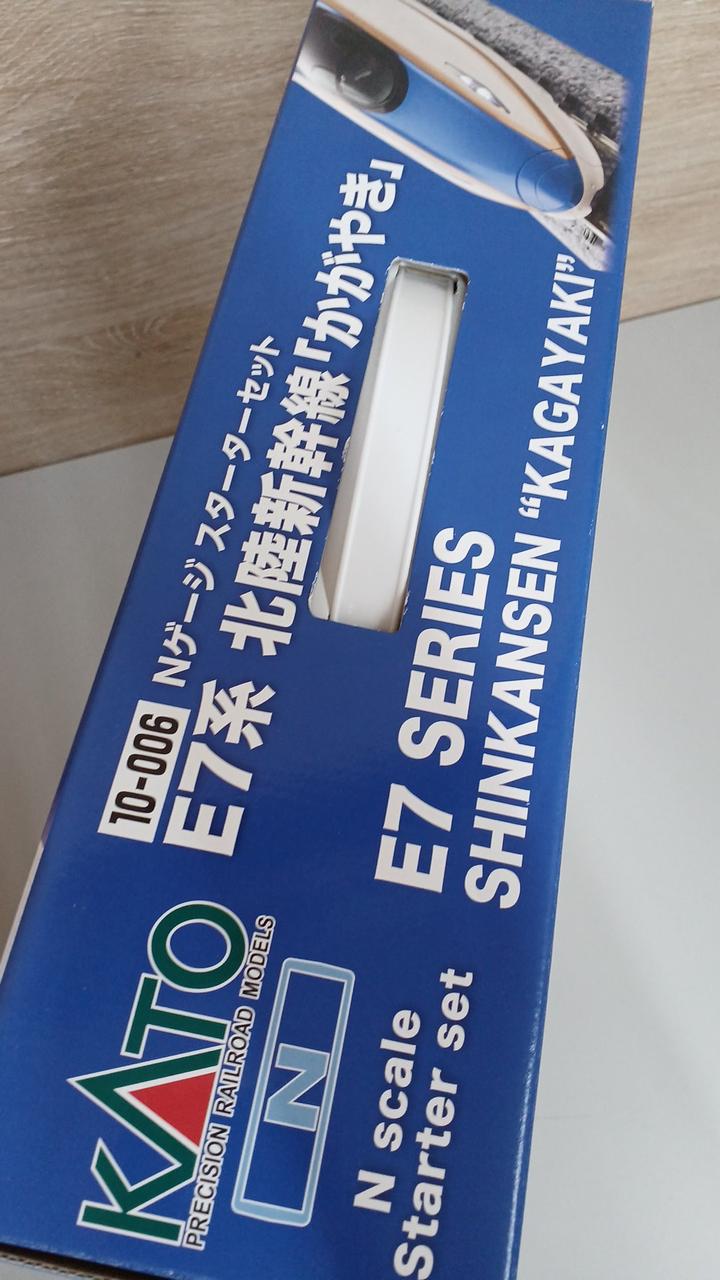 KATO
PRECISION RAILROAD MODELS
N
N scale
Starter set
10-006 Nゲージ スターターセット
E7系 北陸新幹線「かがやき」
E7 SERIES
SHINKANSEN “KAGAYAKI”